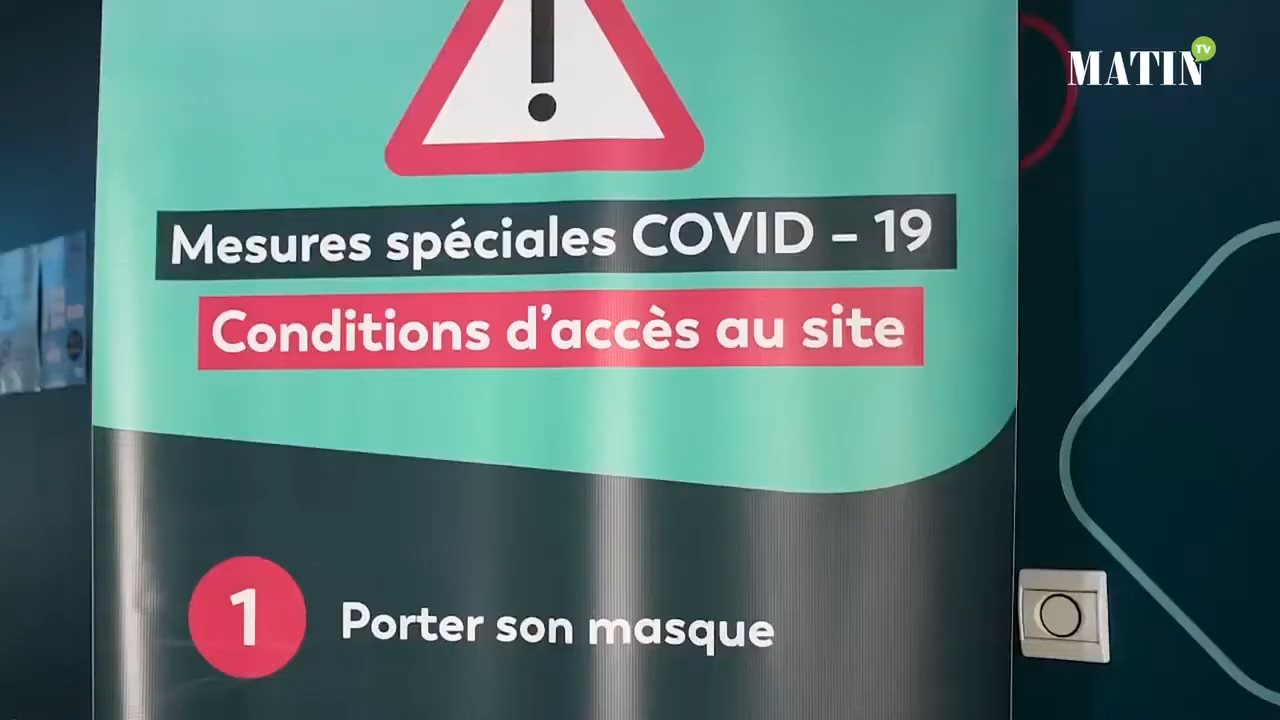 MATIN TV
!
Mesures spéciales COVID – 19
Conditions d'accès au site
1 Porter son masque